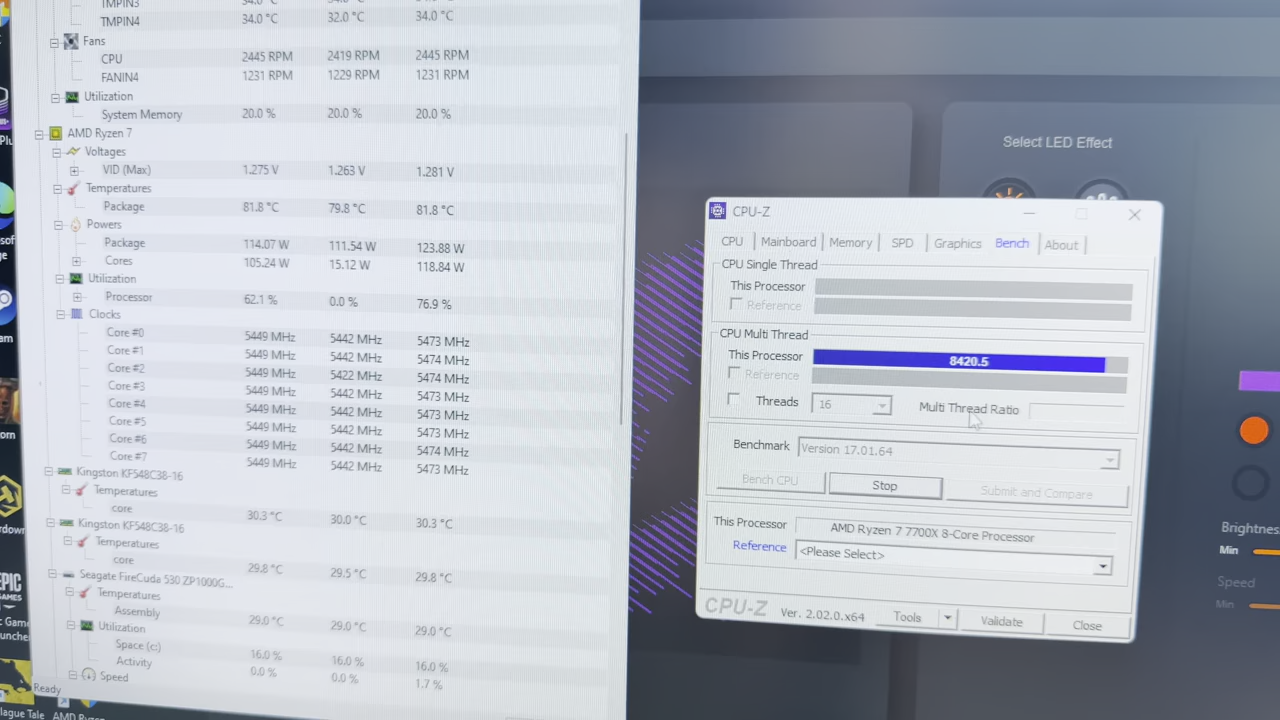 TMPIN3 34.0 °C 34.0 °C 34.0 °C
TMPIN4 34.0 °C 32.0 °C 34.0 °C
Fans
CPU 2445 RPM 2419 RPM 2445 RPM
FANIN4 1231 RPM 1229 RPM 1231 RPM
Utilization
System Memory 20.0 % 20.0 % 20.0 %
AMD Ryzen 7
Voltages
VID (Max) 1.275 V 1.263 V 1.281 V
Temperatures
Package 81.8 °C 79.8 °C 81.8 °C
Powers
Package 114.07 W 111.54 W 123.88 W
Cores 105.24 W 15.12 W 118.84 W
Utilization
Processor 62.1 % 0.0 % 76.9 %
Clocks
Core #0 5449 MHz 5442 MHz 5473 MHz
Core #1 5449 MHz 5442 MHz 5474 MHz
Core #2 5449 MHz 5422 MHz 5474 MHz
Core #3 5449 MHz 5442 MHz 5473 MHz
Core #4 5449 MHz 5442 MHz 5473 MHz
Core #5 5449 MHz 5442 MHz 5473 MHz
Core #6 5449 MHz 5442 MHz 5474 MHz
Core #7 5449 MHz 5442 MHz 5473 MHz
Kingston KF548C38-16
Temperatures
core 30.3 °C 30.0 °C 30.3 °C
Kingston KF548C38-16
Temperatures
core 29.8 °C 29.5 °C 29.8 °C
Seagate FireCuda 530 ZP1000G...
Temperatures
Assembly 29.0 °C 29.0 °C 29.0 °C
Utilization
Space (c:) 16.0 % 16.0 % 16.0 %
Activity 0.0 % 0.0 % 1.7 %
Speed
Ready
EPIC
GAMES
lague Tale
AMD Ryzen
Select LED Effect
CPU-Z
CPU Mainboard Memory SPD Graphics Bench About
CPU Single Thread
This Processor
Reference
CPU Multi Thread
This Processor 8420.5
Reference
Threads 16 Multi Thread Ratio
Benchmark Version 17.01.64
Bench CPU Stop Submit and Compare
This Processor AMD Ryzen 7 7700X 8-Core Processor
Reference <Please Select>
CPU-Z Ver. 2.02.0.x64 Tools Validate Close
Brightnes
Min
Speed
Min